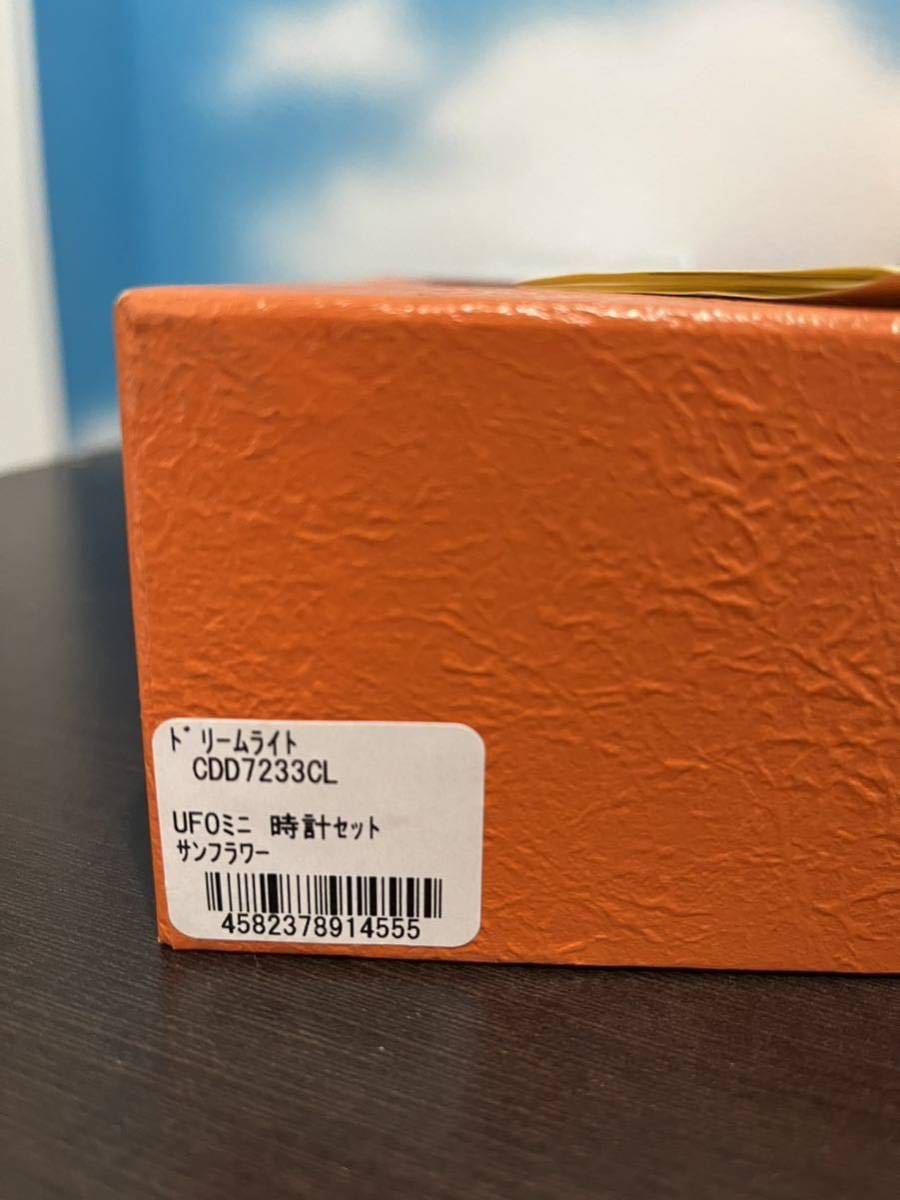 ﾄﾞﾘｰﾑﾗｲﾄ
CDD7233CL
UFOﾐﾆ 時計ｾｯﾄ
ｻﾝﾌﾗﾜｰ
4582378914555